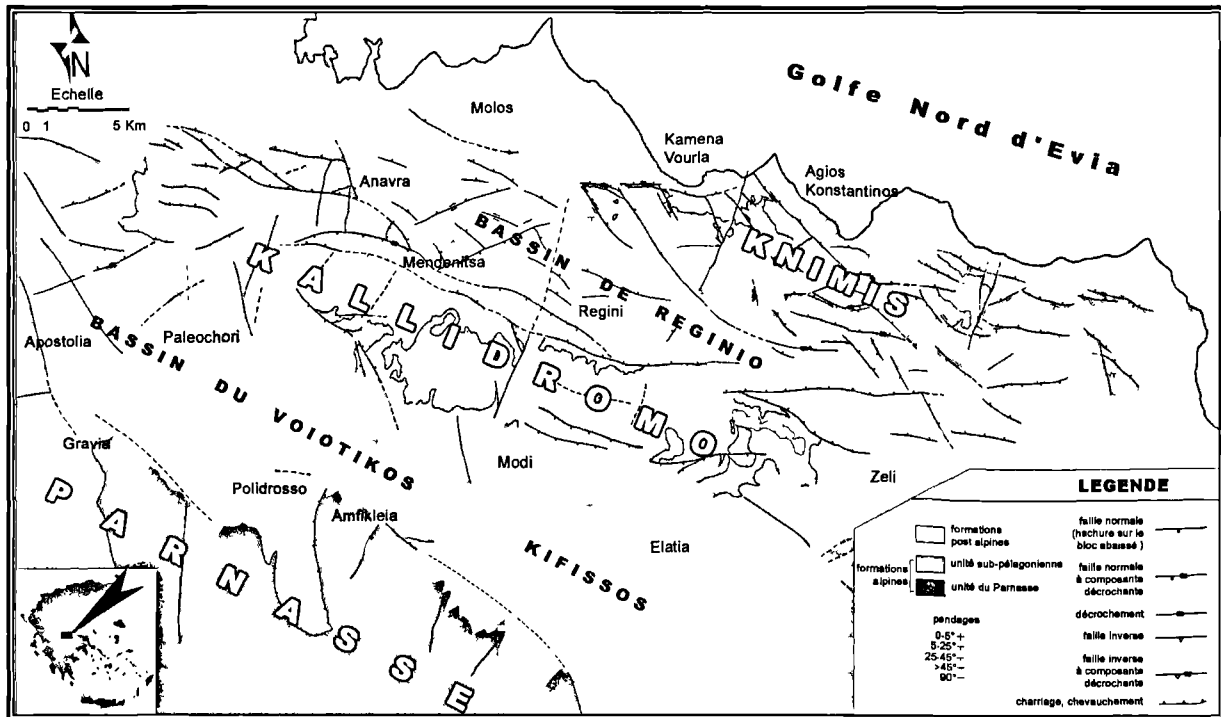 N
Echelle
0 1 5 Km
Golfe Nord d'Evia
Molos
Kamena
Vourla
Agios
Konstantinos
Anavra
BASSIN DE REGINIO
KNIMIS
Mendenitsa
KALLIDROMO
Regini
BASSIN DU VOIOTIKOS KIFISSOS
Apostolia
Paleochori
Gravia
Modi
Zeli
Polidrosso
Amfikleia
Elatia
PARNASSE
LEGENDE
formations
post alpines
formations
alpines
unité sub-pélagonienne
unité du Parnasse
pendages
0-5°
5-25°
25-45°
>45°
90°
faille normale
(hachure sur le
bloc abaissé)
faille normale
à composante
décrochante
décrochement
faille inverse
faille inverse
à composante
décrochante
charriage, chevauchement